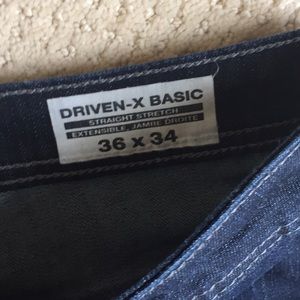 DRIVEN-X BASIC
STRAIGHT STRETCH
EXTENSIBLE, JAMBE DROITE
36 x 34